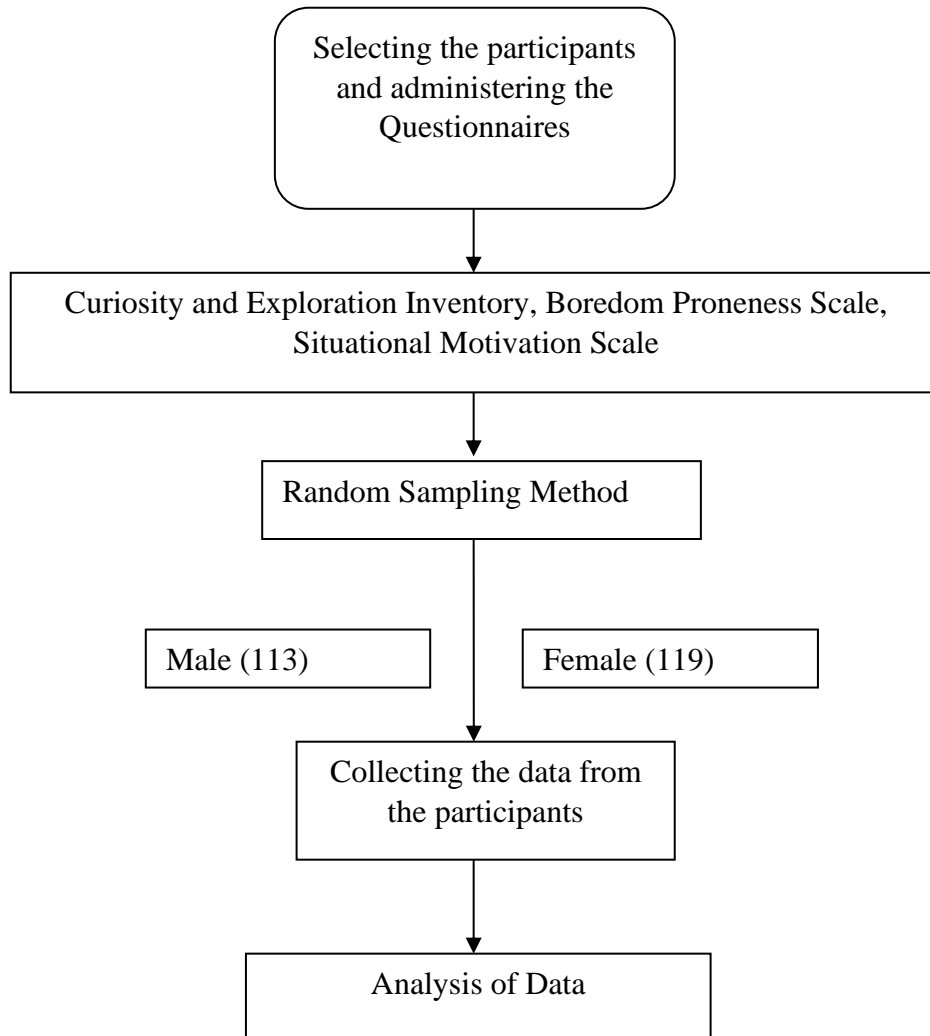 Selecting the participants
and administering the
Questionnaires
Curiosity and Exploration Inventory, Boredom Proneness Scale,
Situational Motivation Scale
Random Sampling Method
Male (113)
Female (119)
Collecting the data from
the participants
Analysis of Data